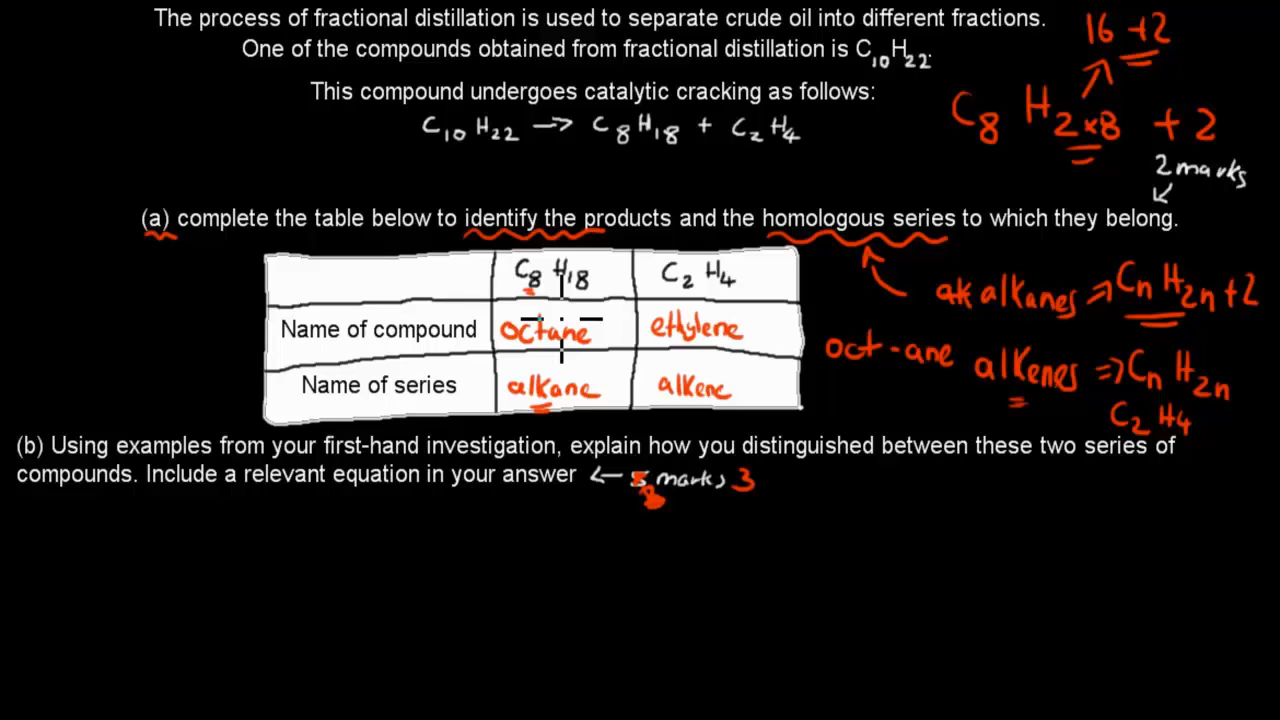 The process of fractional distillation is used to separate crude oil into different fractions.
16 +2
One of the compounds obtained from fractional distillation is C10H22.
This compound undergoes catalytic cracking as follows:
C8 H2×8 + 2
C10 H22 → C8 H18 + C2 H4
2 marks
(a) complete the table below to identify the products and the homologous series to which they belong.
C8 H18 C2 H4
ak alkanes ⇒ CnH2n+2
Name of compound octane ethylene
oct-ane
alkenes ⇒ CnH2n
Name of series alkane alkene
C2 H4
(b) Using examples from your first-hand investigation, explain how you distinguished between these two series of
compounds. Include a relevant equation in your answer ← marks 3